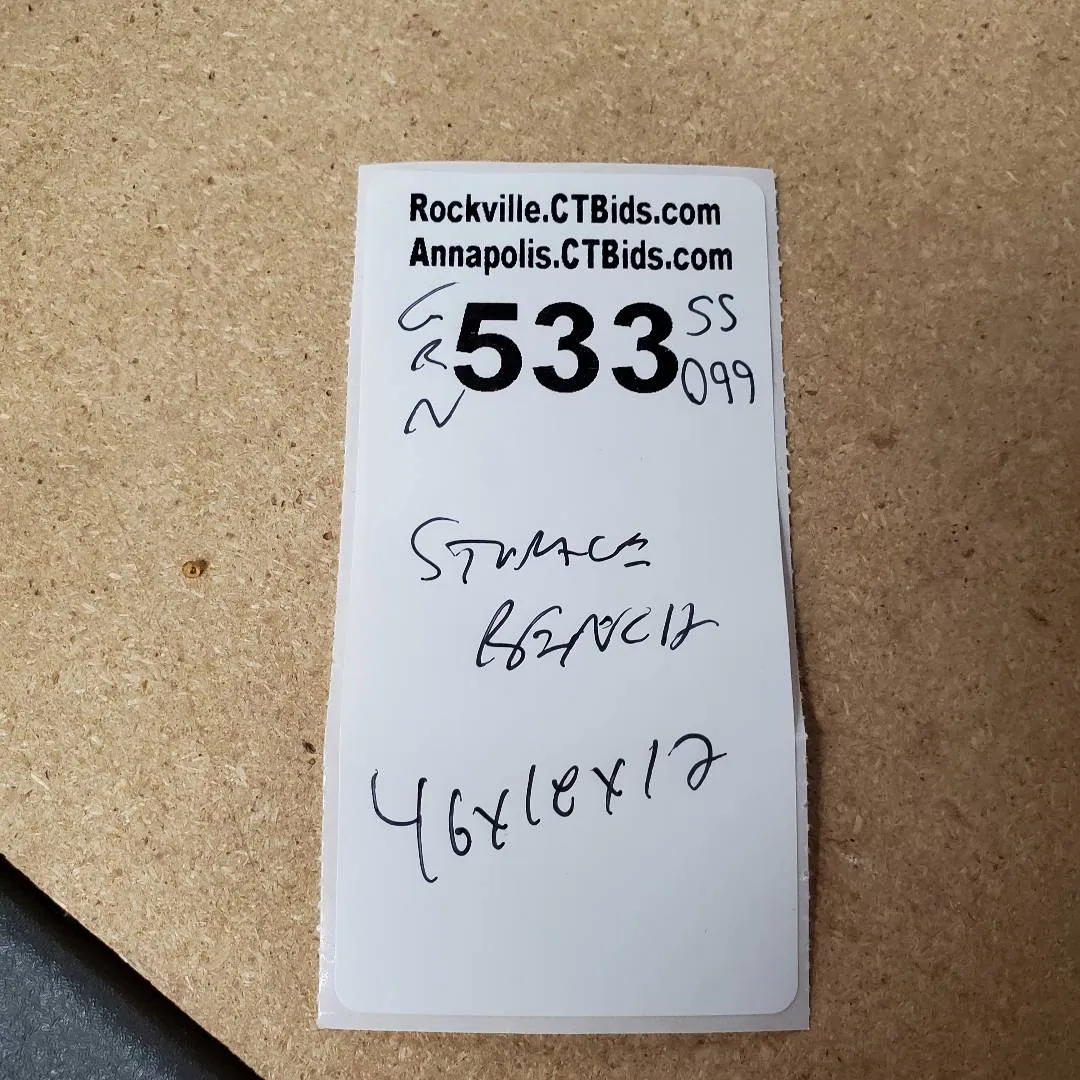 Rockville.CTBids.com
Annapolis.CTBids.com
GRN 533 SS 099
STORAGE
BENCH
46x18x12